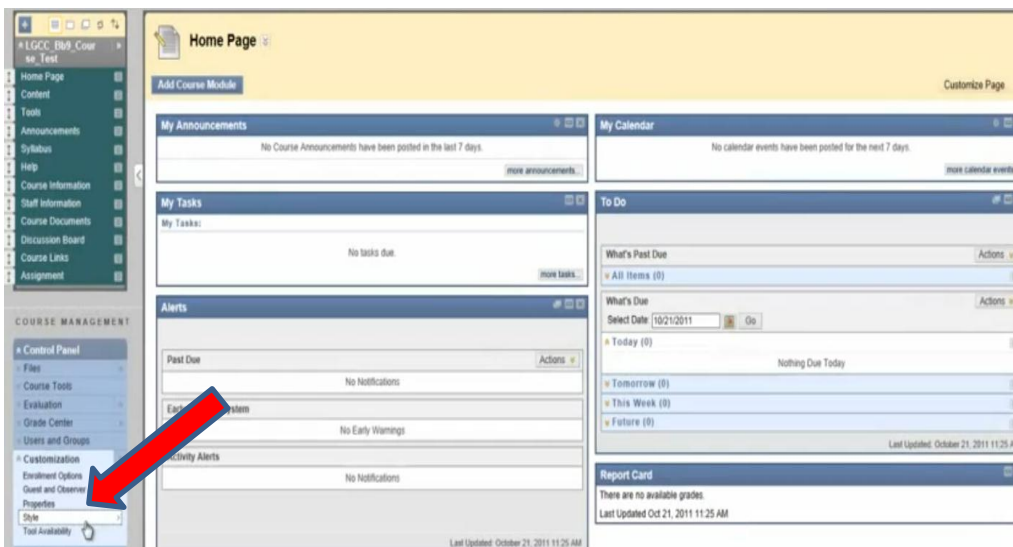 * LGCC_Bb9_Cour
se_Test
Home Page
Content
Tools
Announcements
Syllabus
Help
Course Information
Staff Information
Course Documents
Discussion Board
Course Links
Assignment
COURSE MANAGEMENT
Control Panel
Files
Course Tools
Evaluation
Grade Center
Users and Groups
Customization
Enrollment Options
Guest and Observer
Properties
Style
Tool Availability
Home Page
Add Course Module
Customize Page
My Announcements
No Course Announcements have been posted in the last 7 days.
more announcements...
My Tasks
My Tasks:
No tasks due.
more tasks...
Alerts
Past Due
Actions
No Notifications
ystem
No Early Warnings
ctivity Alerts
No Notifications
Last Updated: October 21, 2011 11:25 AM
My Calendar
No calendar events have been posted for the next 7 days.
more calendar events
To Do
What's Past Due
Actions
All Items (0)
What's Due
Actions
Select Date: 10/21/2011
Go
Today (0)
Nothing Due Today
Tomorrow (0)
This Week (0)
Future (0)
Last Updated: October 21, 2011 11:25 A
Report Card
There are no available grades.
Last Updated Oct 21, 2011 11:25 AM